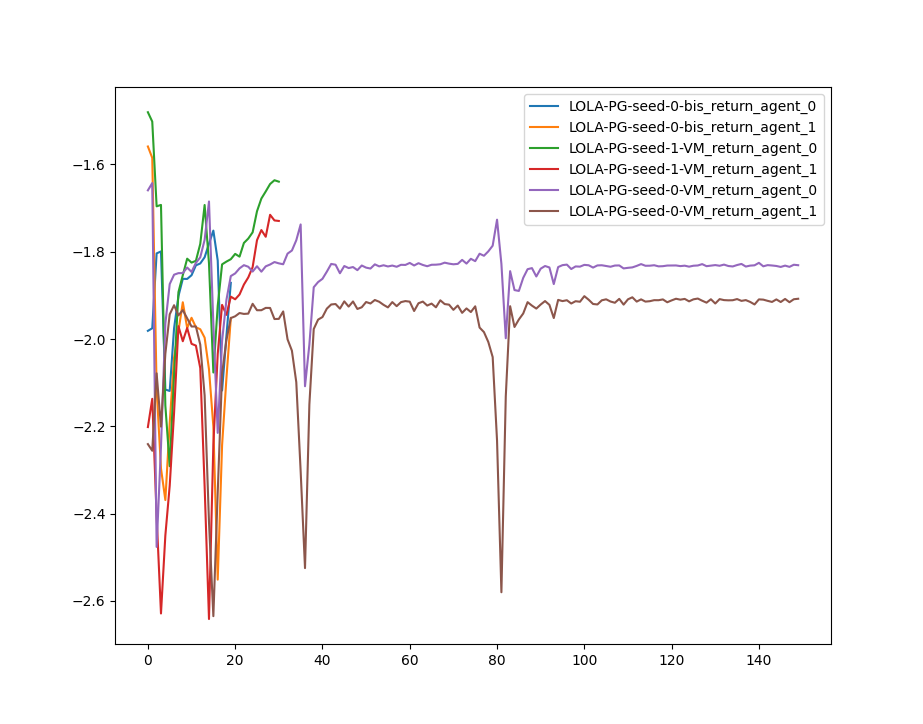 LOLA-PG-seed-0-bis_return_agent_0
LOLA-PG-seed-0-bis_return_agent_1
LOLA-PG-seed-1-VM_return_agent_0
LOLA-PG-seed-1-VM_return_agent_1
LOLA-PG-seed-0-VM_return_agent_0
LOLA-PG-seed-0-VM_return_agent_1
−1.6
−1.8
−2.0
−2.2
−2.4
−2.6
0 20 40 60 80 100 120 140